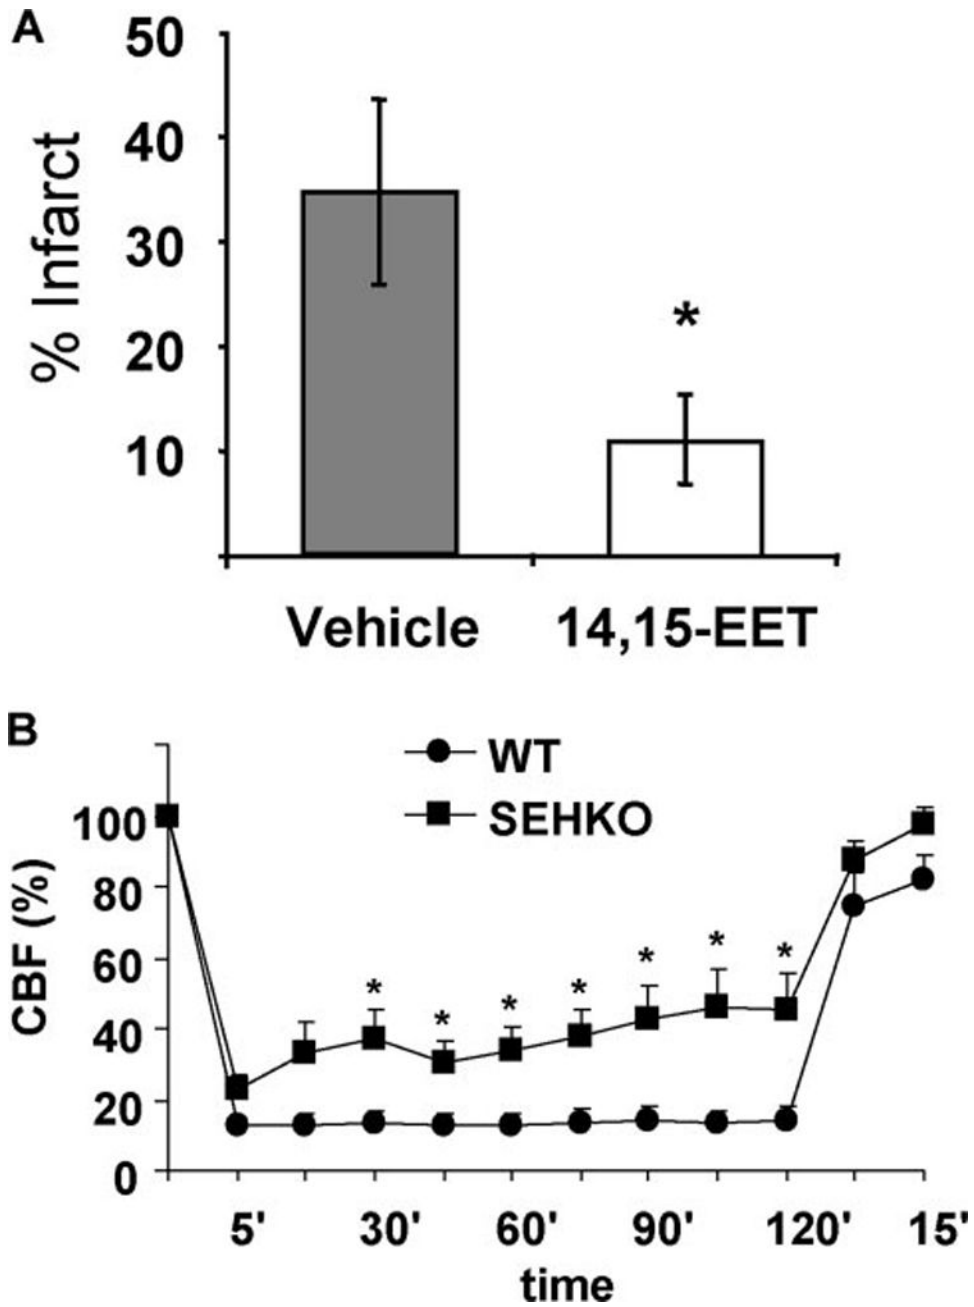 A
50
40
30
20
10
% Infarct
*
Vehicle 14,15-EET
B
WT
SEHKO
100
80
60
40
20
0
CBF (%)
* * * * * * *
5' 30' 60' 90' 120' 15'
time